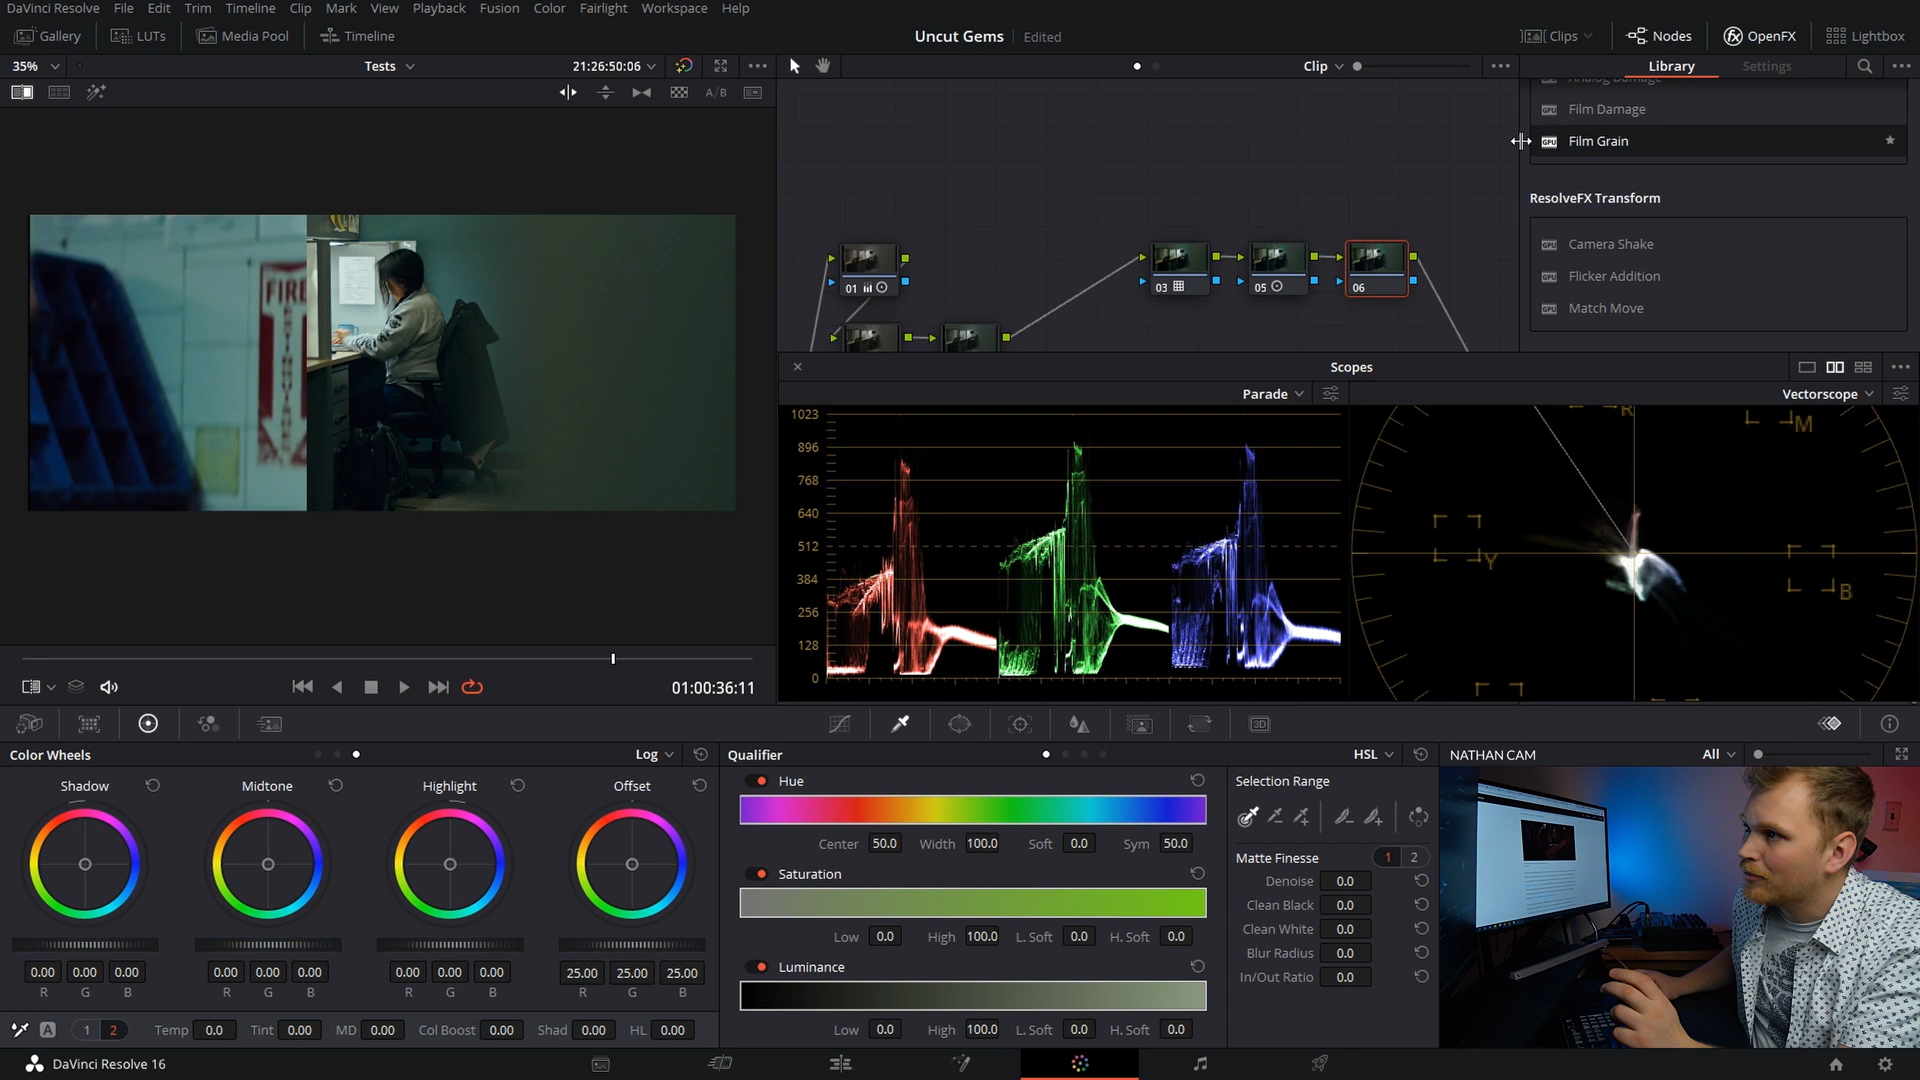 DaVinci Resolve File Edit Trim Timeline Clip Mark View Playback Fusion Color Fairlight Workspace Help
Gallery LUTs Media Pool Timeline Uncut Gems Edited Clips Nodes OpenFX Lightbox
35% Tests 21:26:50:06 Clip Library Settings
A/B
Analog Damage
Film Damage
Film Grain
ResolveFX Transform
Camera Shake
Flicker Addition
Match Move
FIRE
01
03
05
06
Scopes
Parade
Vectorscope
1023
896
768
640
512
384
256
128
0
R
M
Y
B
01:00:36:11
3D
Color Wheels Log
Shadow Midtone Highlight Offset
0.00 0.00 0.00 0.00 0.00 0.00 0.00 0.00 0.00 25.00 25.00 25.00
R G B R G B R G B R G B
A 1 2 Temp 0.0 Tint 0.00 MD 0.00 Col Boost 0.00 Shad 0.00 HL 0.00
Qualifier HSL
Hue
Center 50.0 Width 100.0 Soft 0.0 Sym 50.0
Saturation
Low 0.0 High 100.0 L. Soft 0.0 H. Soft 0.0
Luminance
Low 0.0 High 100.0 L. Soft 0.0 H. Soft 0.0
Selection Range
Matte Finesse 1 2
Denoise 0.0
Clean Black 0.0
Clean White 0.0
Blur Radius 0.0
In/Out Ratio 0.0
NATHAN CAM All
DaVinci Resolve 16